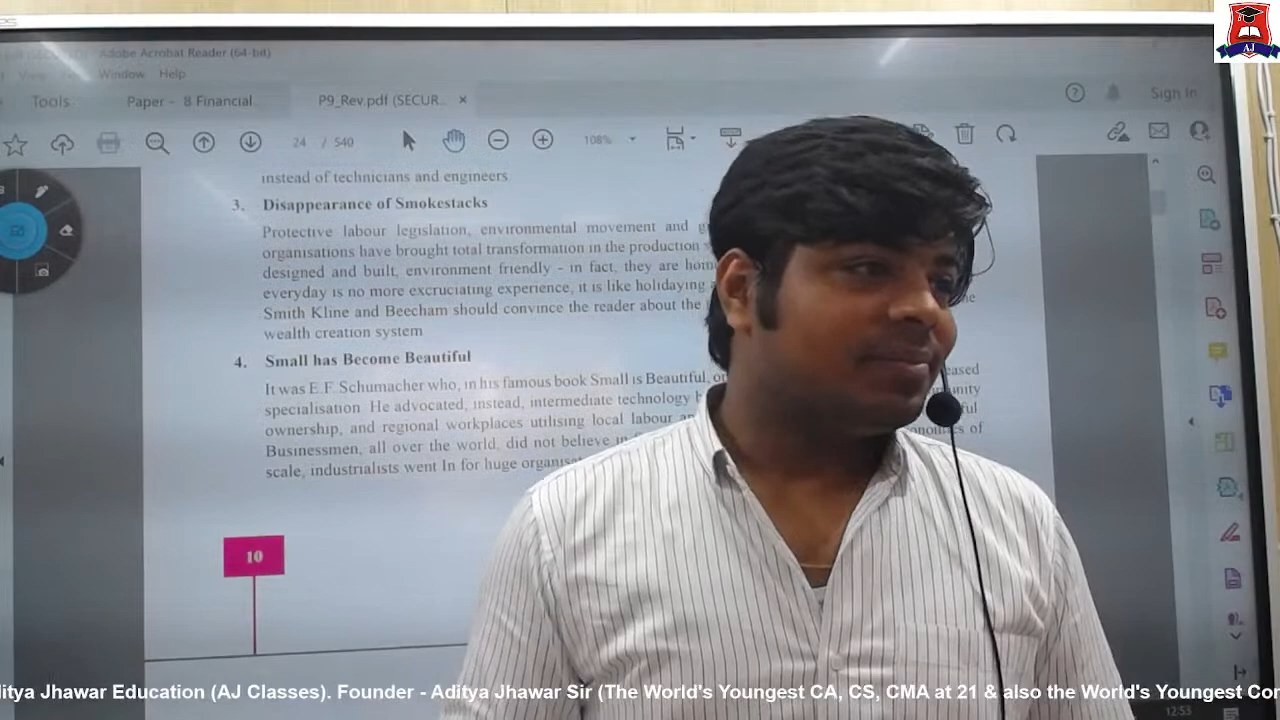 Adobe Acrobat Reader (64-bit)
View Window Help
Tools Paper - 8 Financial P9_Rev.pdf (SECUR... × Sign In
24 / 540 108%
instead of technicians and engineers
3. Disappearance of Smokestacks
Protective labour legislation, environmental movement and
organisations have brought total transformation in the production
designed and built, environment friendly - in fact, they are
everyday is no more excruciating experience, it is like holidaying
Smith Kline and Beecham should convince the reader about the
wealth creation system
4. Small has Become Beautiful
It was E.F. Schumacher who, in his famous book Small is Beautiful,
specialisation. He advocated, instead, intermediate technology
ownership, and regional workplaces utilising local labour
Businessmen, all over the world, did not believe in of
scale, industrialists went In for huge
10
AJ
ditya Jhawar Education (AJ Classes). Founder - Aditya Jhawar Sir (The World's Youngest CA, CS, CMA at 21 & also the World's Youngest Cor
12:53